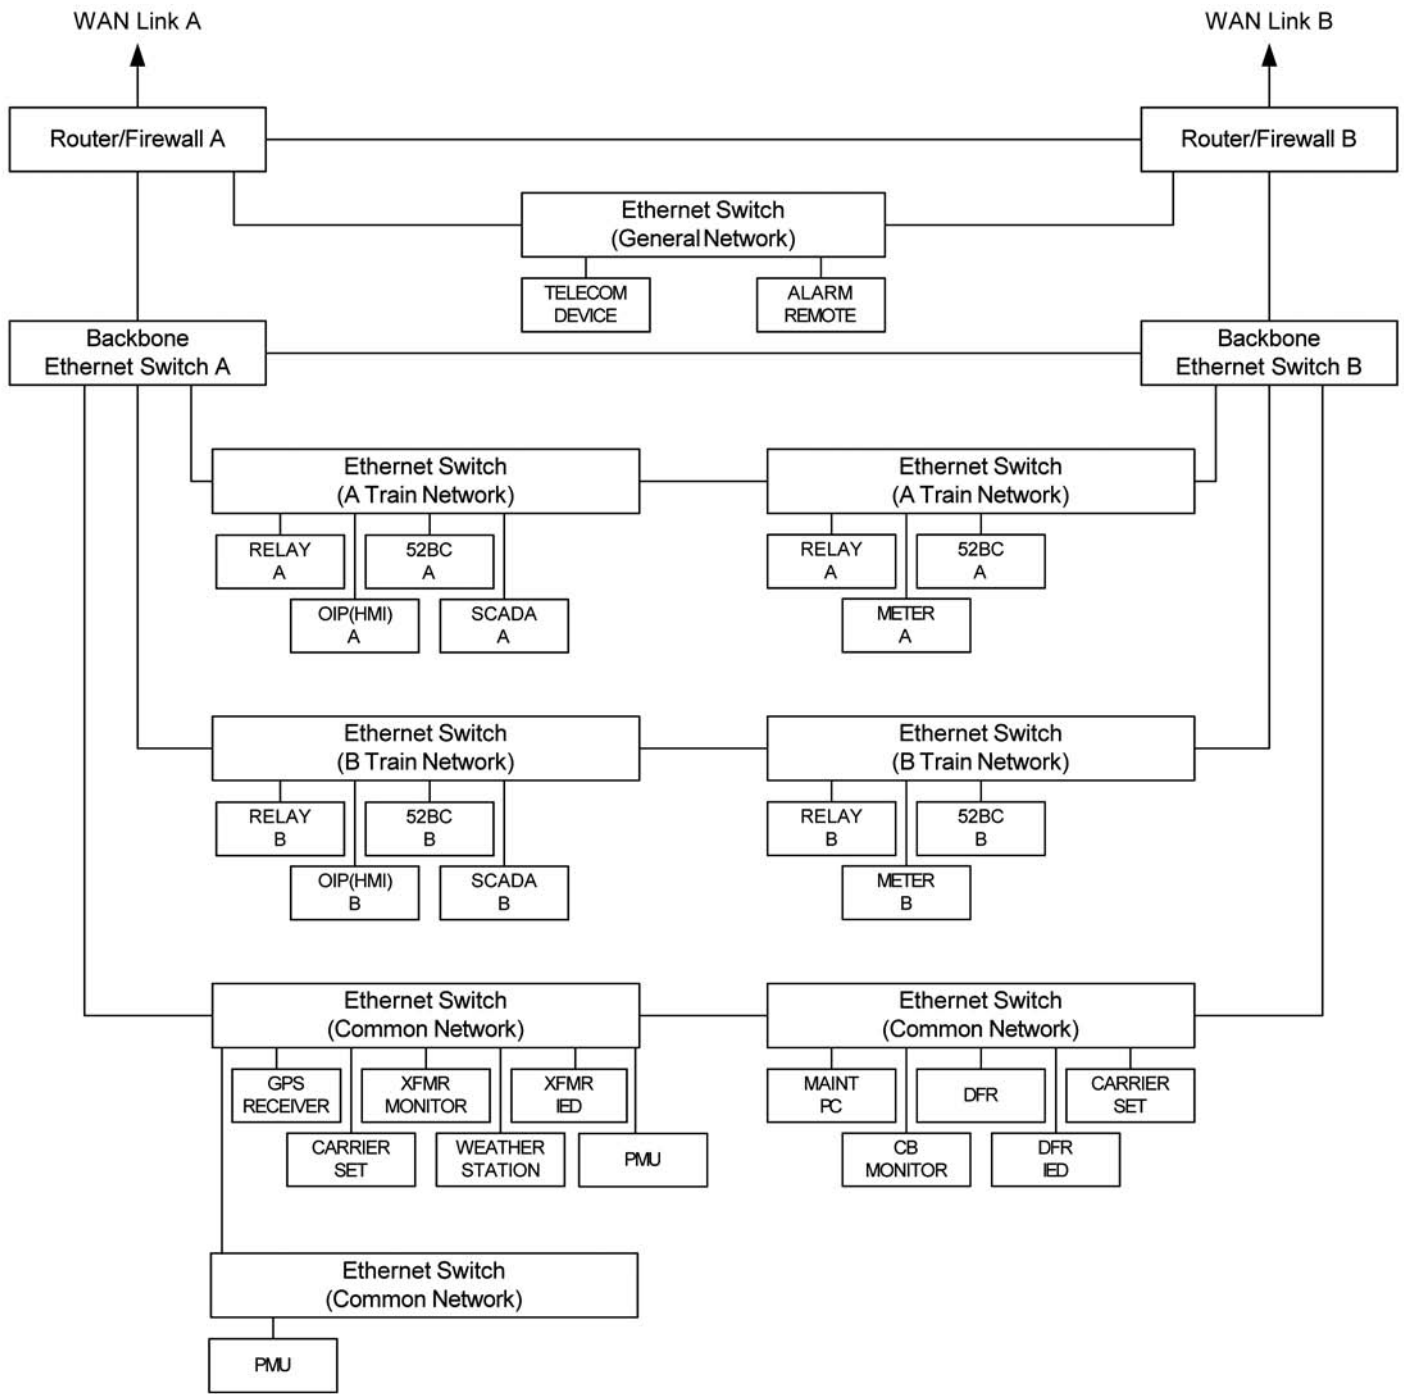 WAN Link A
WAN Link B
Router/Firewall A
Router/Firewall B
Ethernet Switch
(General Network)
TELECOM
DEVICE
ALARM
REMOTE
Backbone
Ethernet Switch A
Backbone
Ethernet Switch B
Ethernet Switch
(A Train Network)
Ethernet Switch
(A Train Network)
RELAY
A
52BC
A
RELAY
A
52BC
A
OIP(HMI)
A
SCADA
A
METER
A
Ethernet Switch
(B Train Network)
Ethernet Switch
(B Train Network)
RELAY
B
52BC
B
RELAY
B
52BC
B
OIP(HMI)
B
SCADA
B
METER
B
Ethernet Switch
(Common Network)
Ethernet Switch
(Common Network)
GPS
RECEIVER
XFMR
MONITOR
XFMR
IED
MAINT
PC
DFR
CARRIER
SET
CARRIER
SET
WEATHER
STATION
PMU
CB
MONITOR
DFR
IED
Ethernet Switch
(Common Network)
PMU